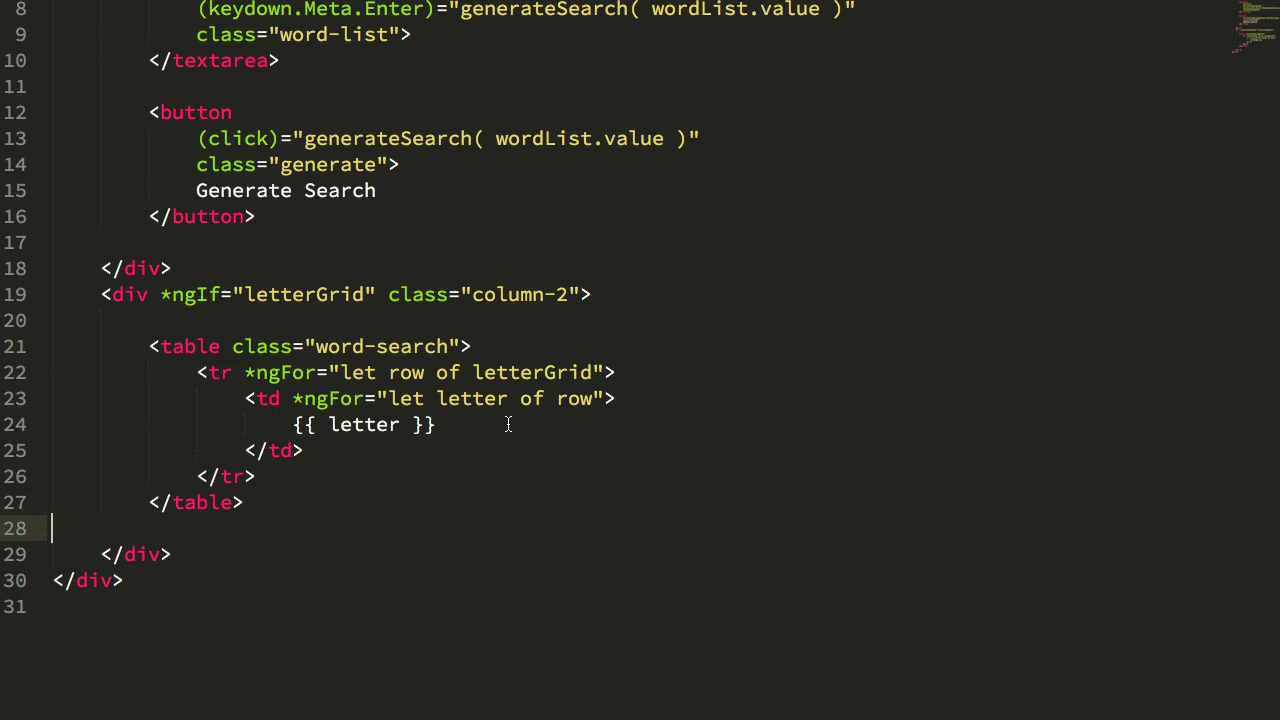 8 (keydown.Meta.Enter)="generateSearch( wordList.value )"
9 class="word-list">
10 </textarea>
11
12 <button
13 (click)="generateSearch( wordList.value )"
14 class="generate">
15 Generate Search
16 </button>
17
18 </div>
19 <div *ngIf="letterGrid" class="column-2">
20
21 <table class="word-search">
22 <tr *ngFor="let row of letterGrid">
23 <td *ngFor="let letter of row">
24 {{ letter }}
25 </td>
26 </tr>
27 </table>
28
29 </div>
30 </div>
31